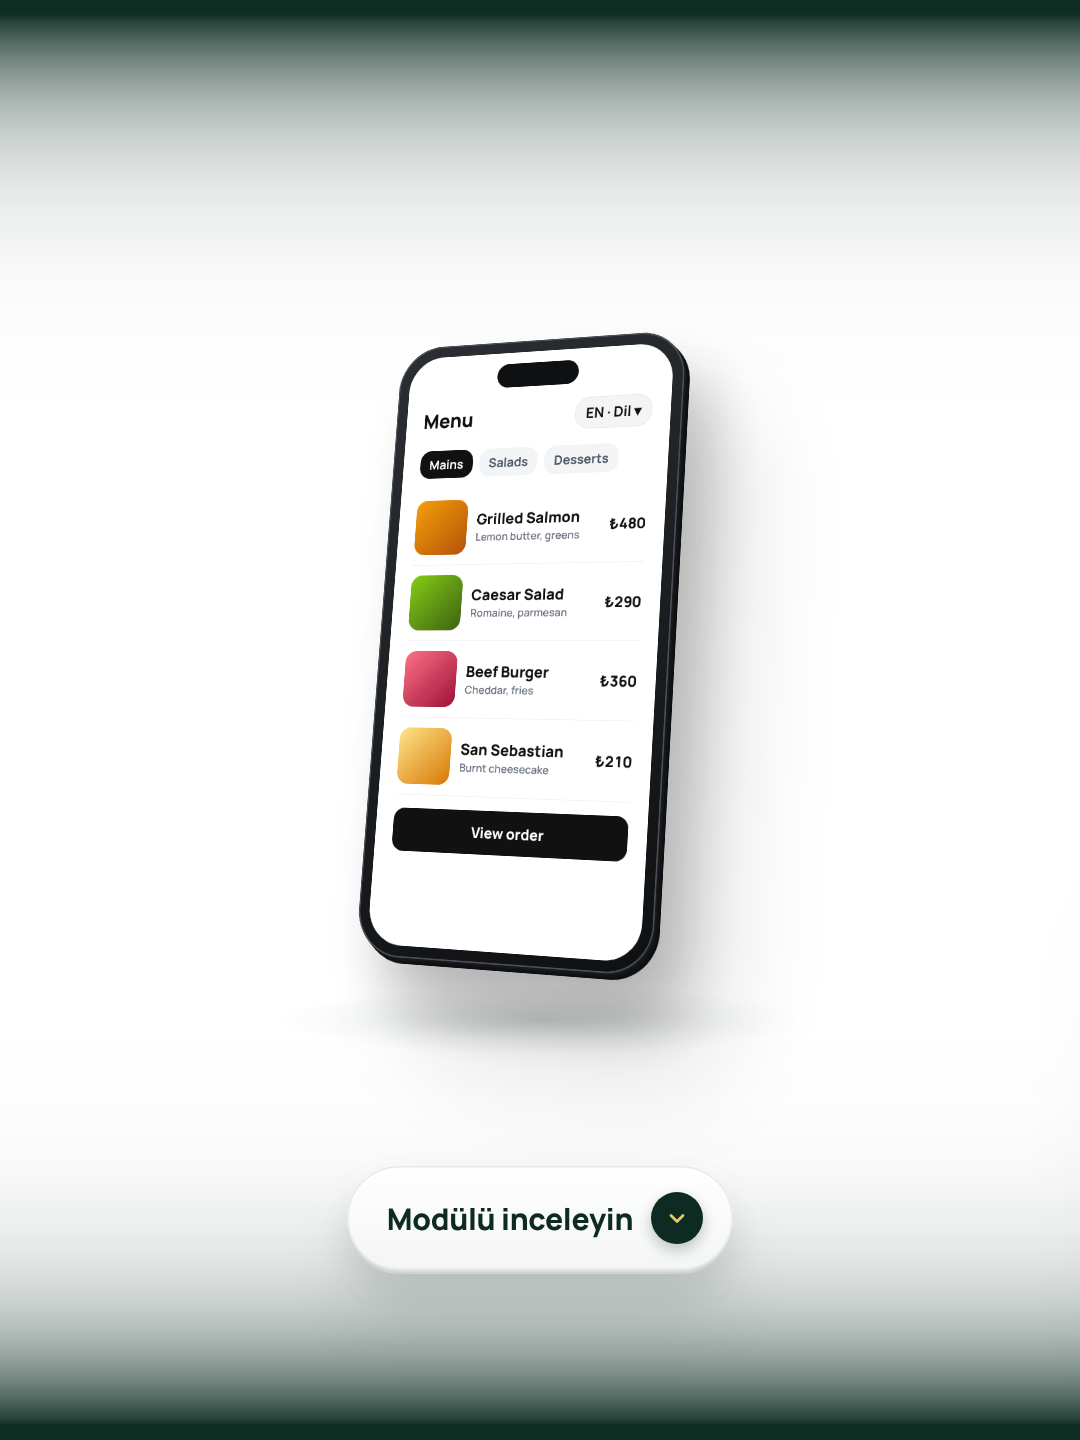 Menu
EN · Dil ▾
Mains
Salads
Desserts
Grilled Salmon
Lemon butter, greens
₺480
Caesar Salad
Romaine, parmesan
₺290
Beef Burger
Cheddar, fries
₺360
San Sebastian
Burnt cheesecake
₺210
View order
Modülü inceleyin